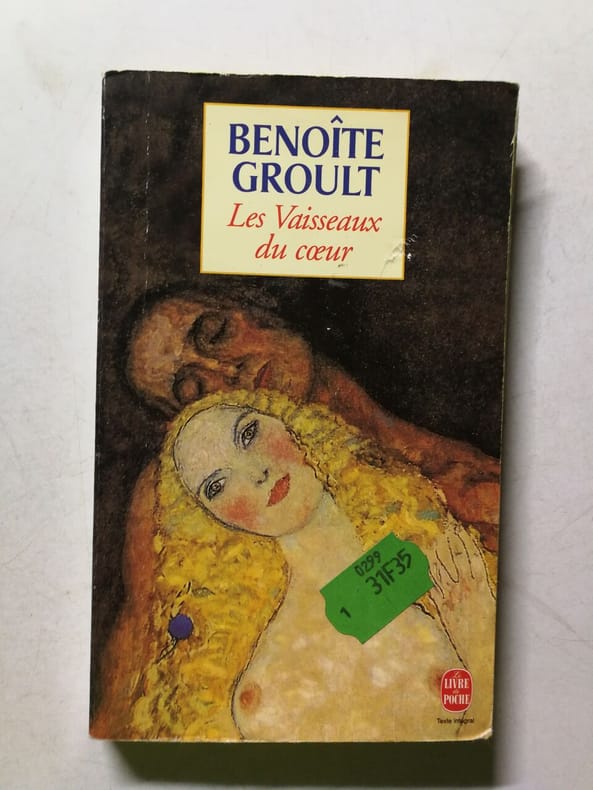 BENOÎTE
GROULT
Les Vaisseaux
du cœur
0299
1 31F35
Le
LIVRE
de
POCHE
Texte intégral